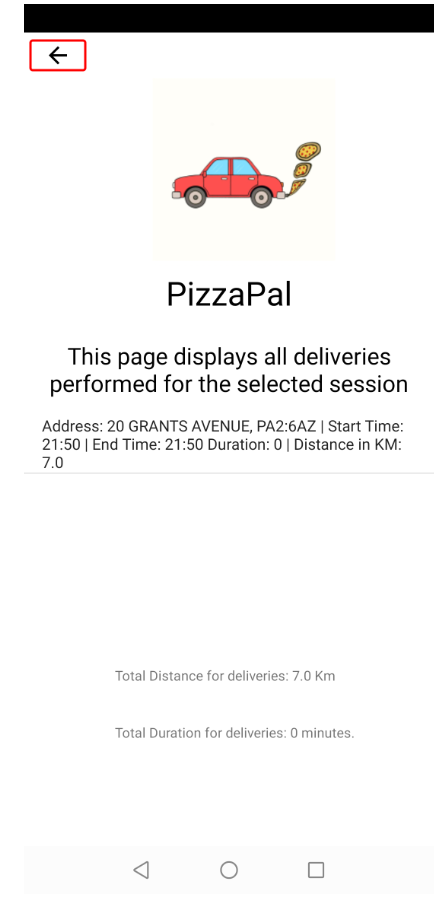 PizzaPal
This page displays all deliveries
performed for the selected session
Address: 20 GRANTS AVENUE, PA2:6AZ | Start Time:
21:50 | End Time: 21:50 Duration: 0 | Distance in KM:
7.0
Total Distance for deliveries: 7.0 Km
Total Duration for deliveries: 0 minutes.